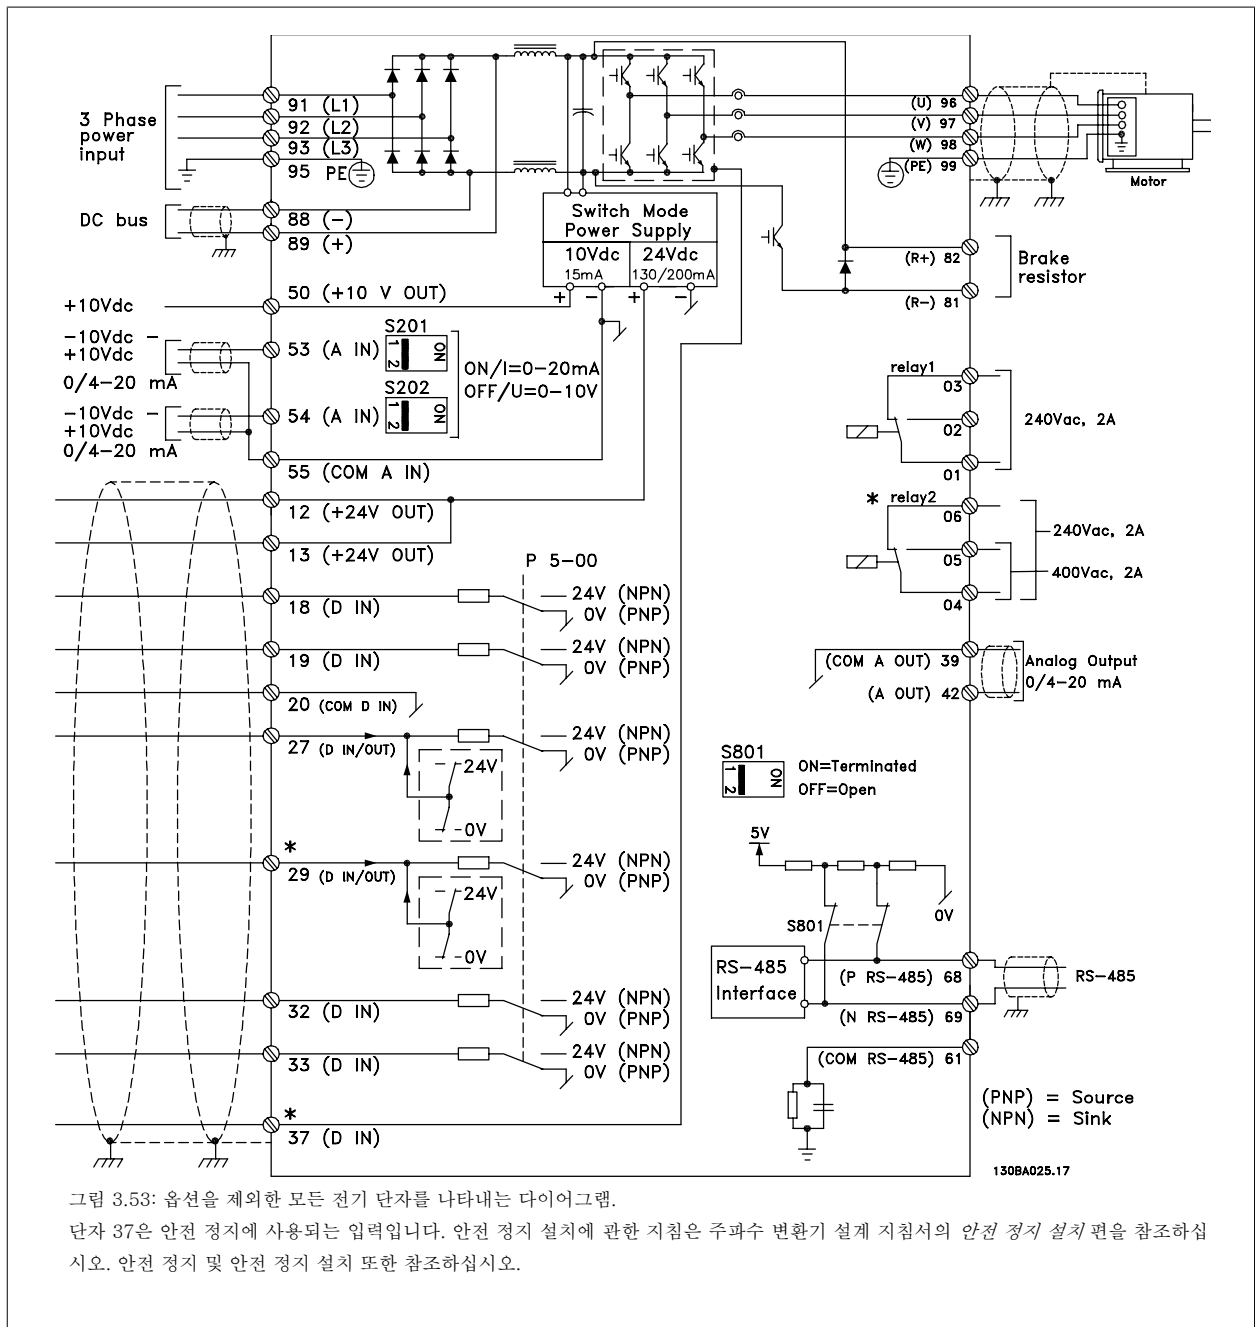 3 Phase
power
input
91 (L1)
92 (L2)
93 (L3)
95 PE
DC bus
88 (−)
89 (+)
+10Vdc
50 (+10 V OUT)
−10Vdc −
+10Vdc
0/4−20 mA
53 (A IN)
S201
1 2
ON
−10Vdc −
+10Vdc
0/4−20 mA
54 (A IN)
S202
1 2
ON
ON/I=0−20mA
OFF/U=0−10V
55 (COM A IN)
12 (+24V OUT)
13 (+24V OUT)
P 5−00
18 (D IN)
24V (NPN)
0V (PNP)
19 (D IN)
24V (NPN)
0V (PNP)
20 (COM D IN)
27 (D IN/OUT)
24V (NPN)
0V (PNP)
24V
0V
*
29 (D IN/OUT)
24V (NPN)
0V (PNP)
24V
0V
32 (D IN)
24V (NPN)
0V (PNP)
33 (D IN)
24V (NPN)
0V (PNP)
*
37 (D IN)
Switch Mode
Power Supply
10Vdc
15mA
24Vdc
130/200mA
+ − + −
(U) 96
(V) 97
(W) 98
(PE) 99
Motor
(R+) 82
(R−) 81
Brake
resistor
relay1
03
02
01
240Vac, 2A
* relay2
06
05
04
240Vac, 2A
400Vac, 2A
(COM A OUT) 39
(A OUT) 42
Analog Output
0/4−20 mA
S801
1 2
ON
ON=Terminated
OFF=Open
5V
0V
S801
RS−485
Interface
(P RS−485) 68
(N RS−485) 69
(COM RS−485) 61
RS−485
(PNP) = Source
(NPN) = Sink
130BA025.17
그림 3.53: 옵션을 제외한 모든 전기 단자를 나타내는 다이어그램.
단자 37은 안전 정지에 사용되는 입력입니다. 안전 정지 설치에 관한 지침은 주파수 변환기 설계 지침서의 안전 정지 설치 편을 참조하십
시오. 안전 정지 및 안전 정지 설치 또한 참조하십시오.